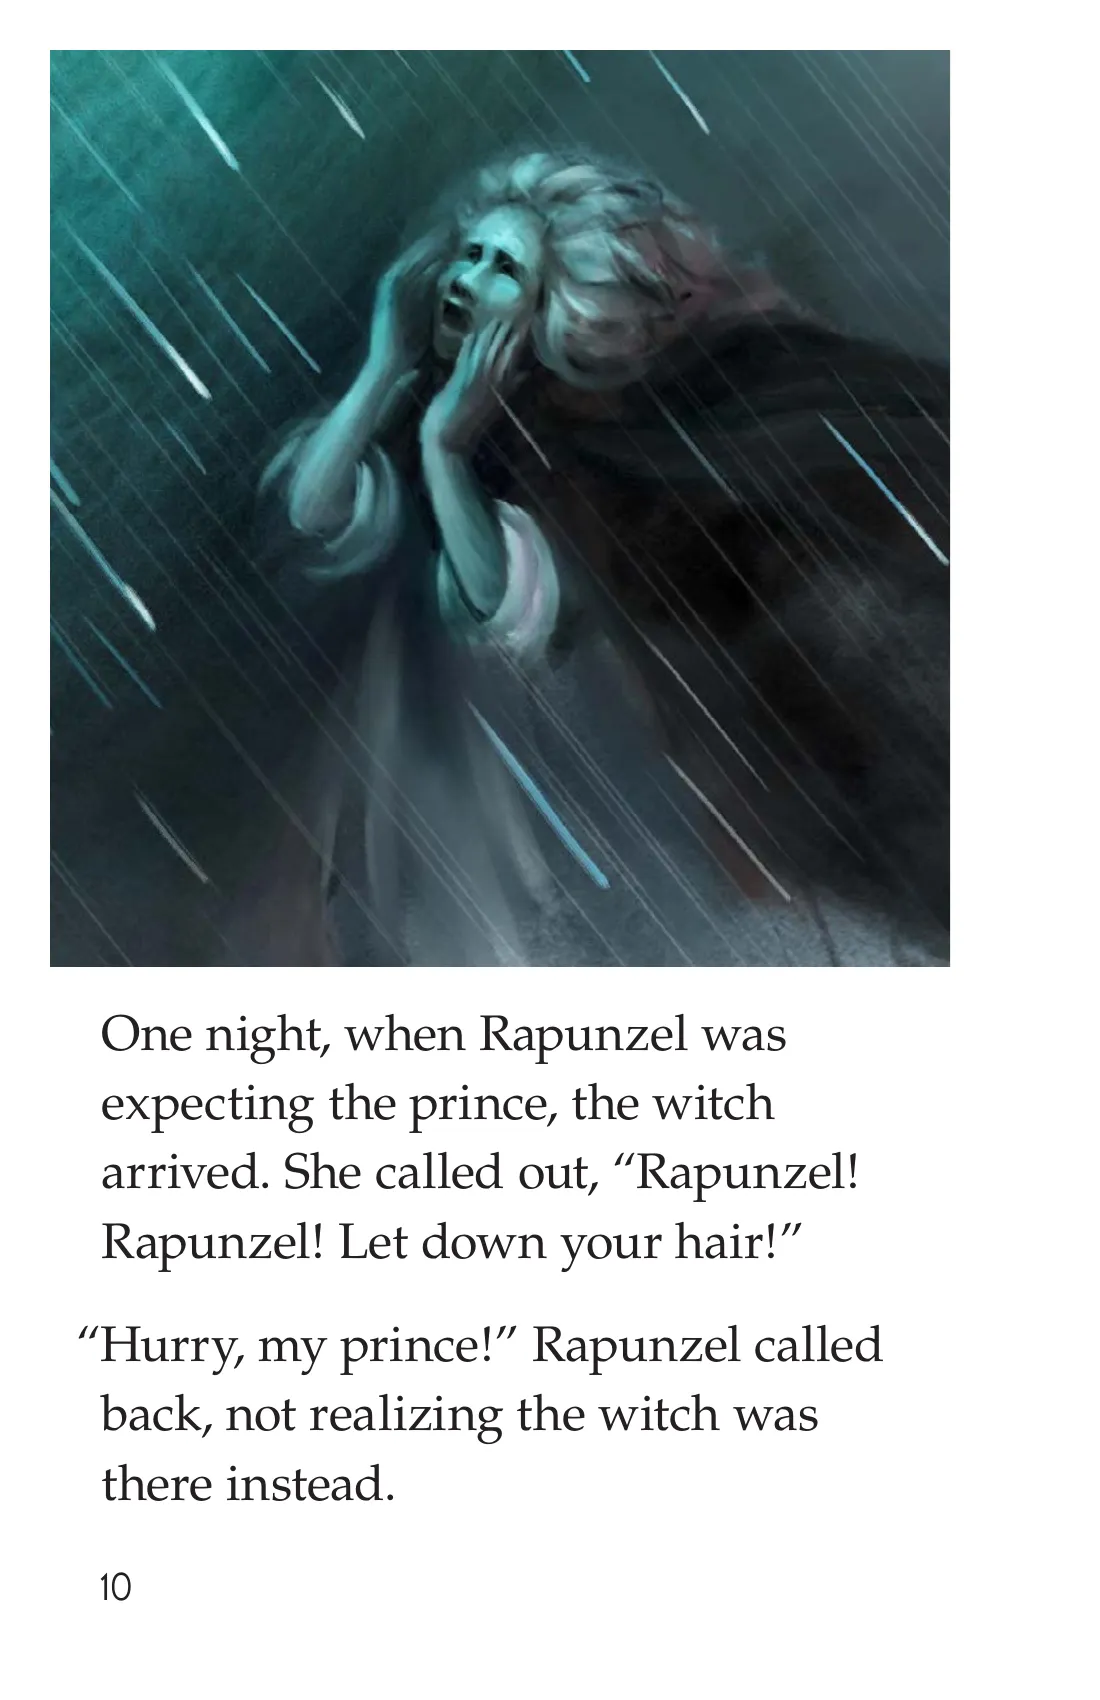 One night, when Rapunzel was
expecting the prince, the witch
arrived. She called out, “Rapunzel!
Rapunzel! Let down your hair!”
“Hurry, my prince!” Rapunzel called
back, not realizing the witch was
there instead.
10